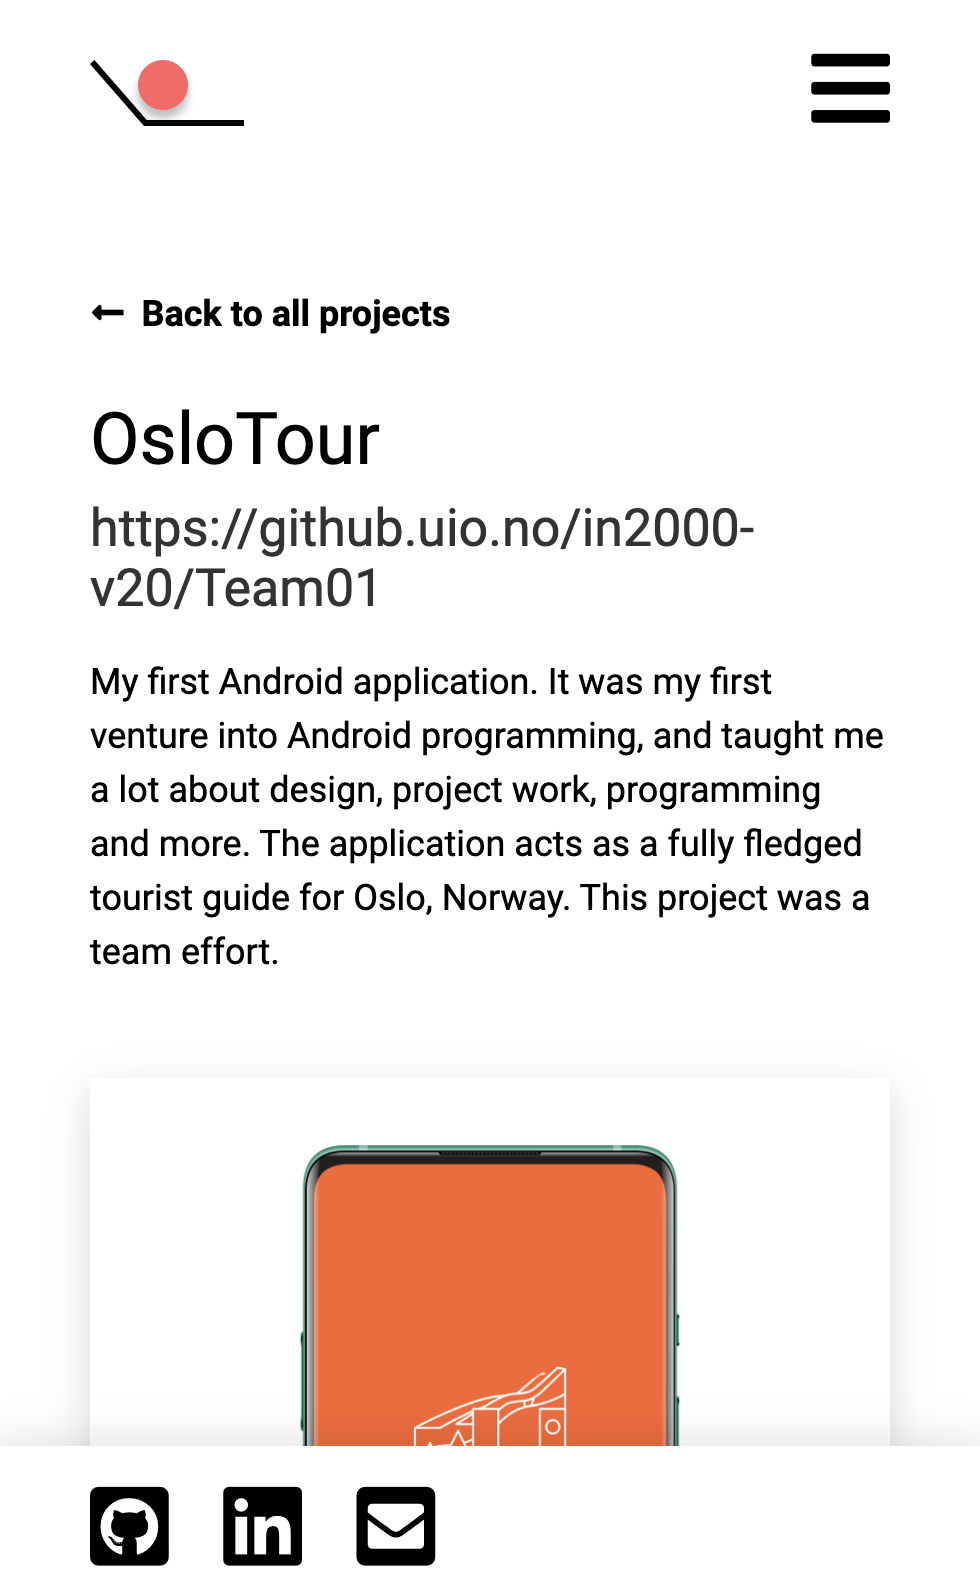 Back to all projects
OsloTour
https://github.uio.no/in2000-
v20/Team01
My first Android application. It was my first
venture into Android programming, and taught me
a lot about design, project work, programming
and more. The application acts as a fully fledged
tourist guide for Oslo, Norway. This project was a
team effort.
in